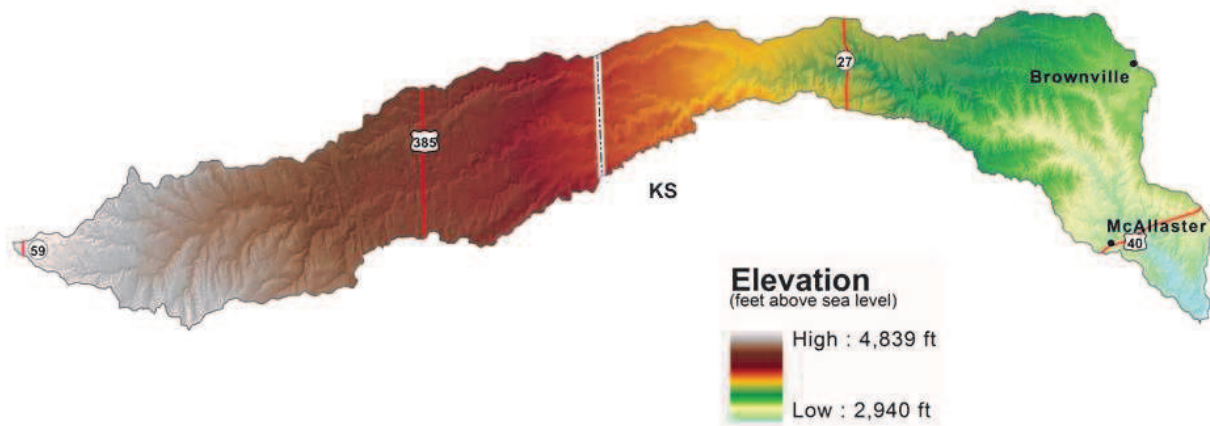 27
Brownville
385
KS
59
McAllaster
40
Elevation
(feet above sea level)
High : 4,839 ft
Low : 2,940 ft